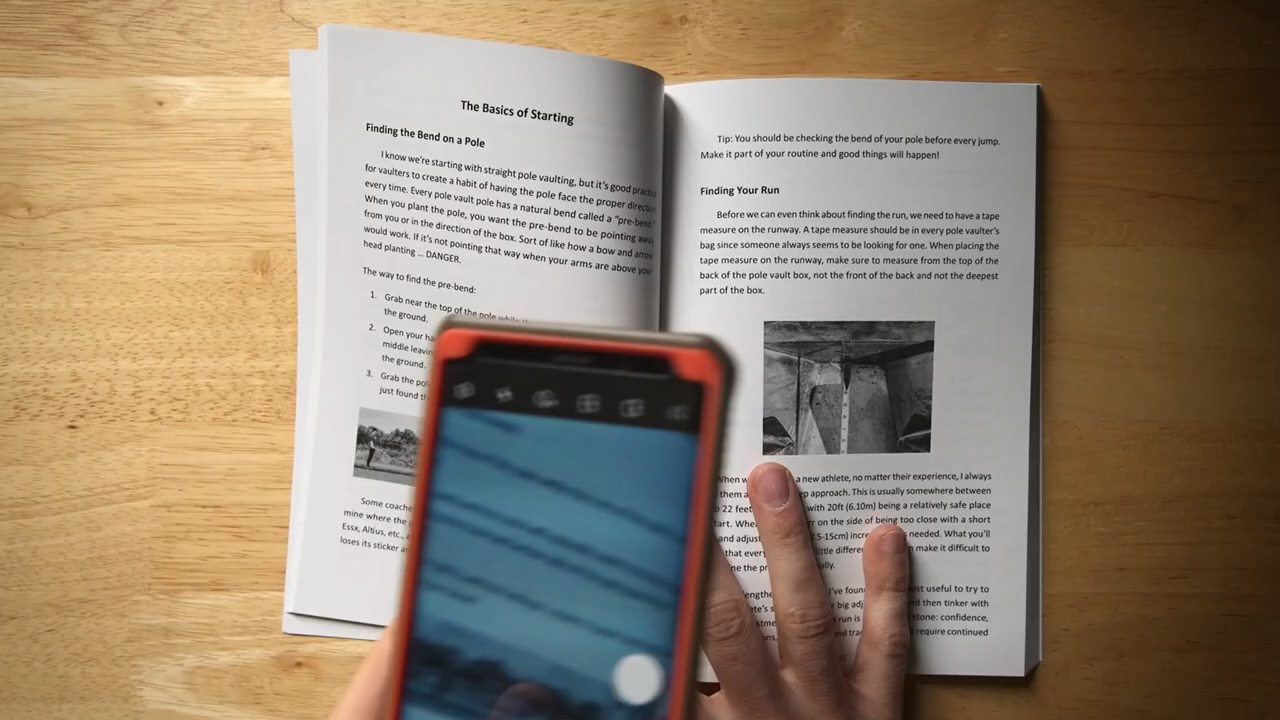 The Basics of Starting
Finding the Bend on a Pole
I know we're starting with straight pole vaulting, but it's good practice
for vaulters to create a habit of having the pole face the proper direction
every time. Every pole vault pole has a natural bend called a "pre-bend."
When you plant the pole, you want the pre-bend to be pointing away
from you or in the direction of the box. Sort of like how a bow and arrow
would work. If it's not pointing that way when your arms are above your
head planting ... DANGER.
The way to find the pre-bend:
1. Grab near the top of the pole while
the ground.
2. Open your
middle
the ground.
3. Grab the
just found
Some
mine where the
Essx, Altius, etc.,
loses its sticker
Tip: You should be checking the bend of your pole before every jump.
Make it part of your routine and good things will happen!
Finding Your Run
Before we can even think about finding the run, we need to have a tape
measure on the runway. A tape measure should be in every pole vaulter's
bag since someone always seems to be looking for one. When placing the
tape measure on the runway, make sure to measure from the top of the
back of the pole vault box, not the front of the back and not the deepest
part of the box.
When a new athlete, no matter their experience, I always
them approach. This is usually somewhere between
22 feet with 20ft (6.10m) being a relatively safe place
on the side of being too close with a short
and needed. What you'll
that little make it difficult to
the
I've most useful to try to
big and then tinker with
run is stone: confidence,
and require continued